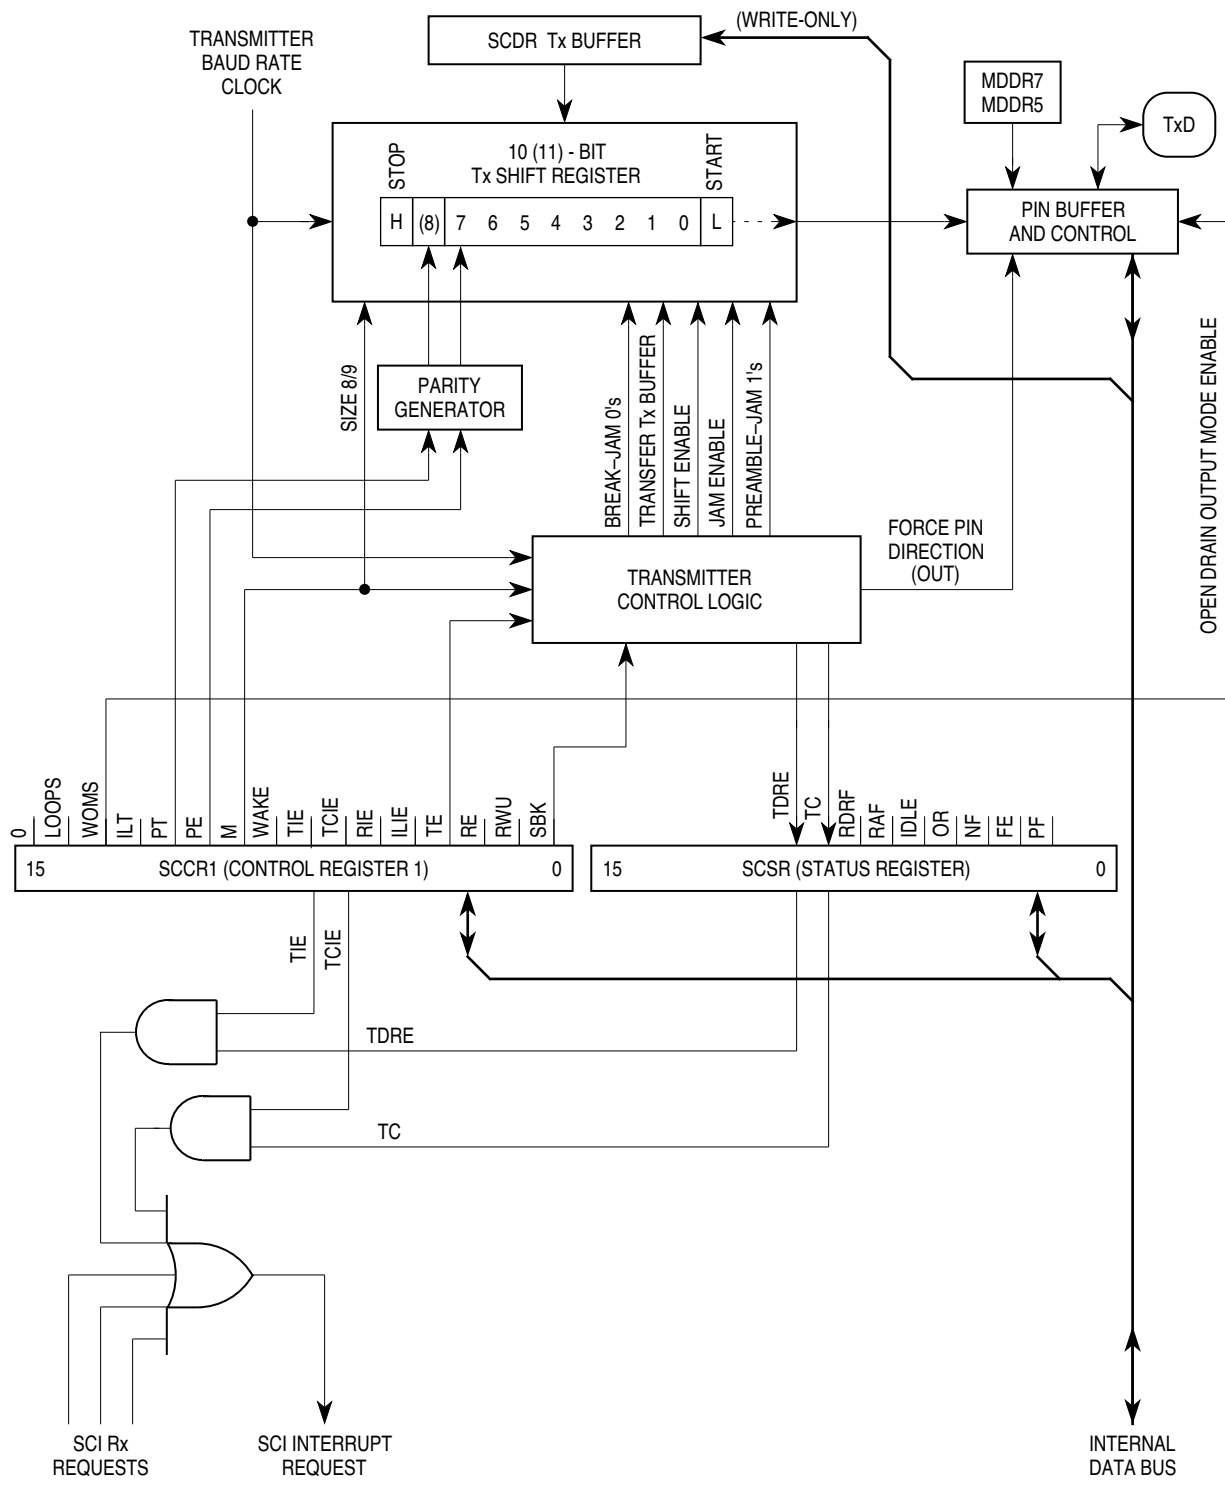 (WRITE-ONLY)
TRANSMITTER
BAUD RATE
CLOCK
SCDR Tx BUFFER
MDDR7
MDDR5
TxD
10 (11) - BIT
Tx SHIFT REGISTER
STOP
START
H (8) 7 6 5 4 3 2 1 0 L
PIN BUFFER
AND CONTROL
OPEN DRAIN OUTPUT MODE ENABLE
SIZE 8/9
PARITY
GENERATOR
BREAK–JAM 0's
TRANSFER Tx BUFFER
SHIFT ENABLE
JAM ENABLE
PREAMBLE–JAM 1's
FORCE PIN
DIRECTION
(OUT)
TRANSMITTER
CONTROL LOGIC
0
LOOPS
WOMS
ILT
PT
PE
M
WAKE
TIE
TCIE
RIE
ILIE
TE
RE
RWU
SBK
TDRE
TC
RDRF
RAF
IDLE
OR
NF
FE
PF
15 SCCR1 (CONTROL REGISTER 1) 0
15 SCSR (STATUS REGISTER) 0
TIE
TCIE
TDRE
TC
SCI Rx
REQUESTS
SCI INTERRUPT
REQUEST
INTERNAL
DATA BUS